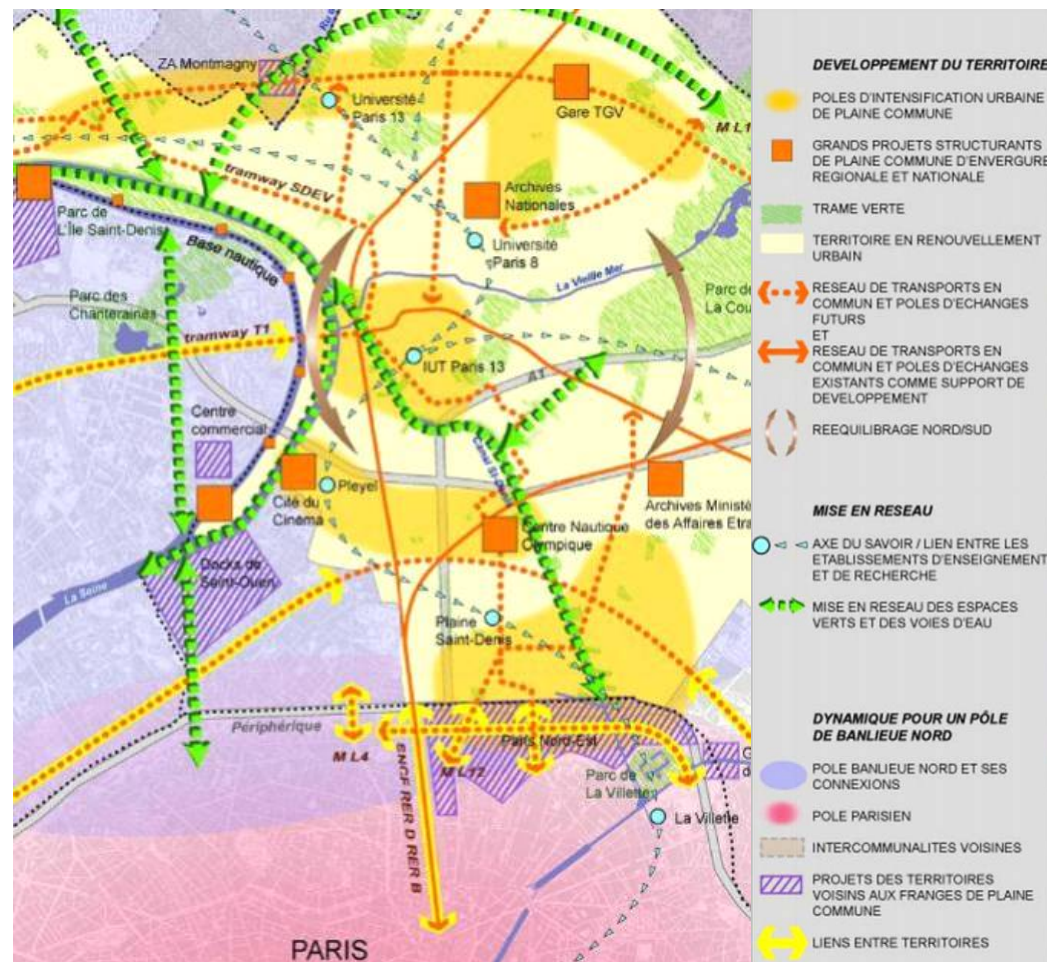 ZA Montmagny
Université
Paris 13
Gare TGV
M L1
tramway SDEV
Archives
Nationales
Parc de
L'Île Saint-Denis
Base nautique
Université
Paris 8
La Vieille Mer
Parc de
La Cou
Parc des
Chanteraines
tramway T1
IUT Paris 13
A1
Centre
commercial
Canal St-Denis
Cité du
Cinéma
Pleyel
Archives Ministè
des Affaires Etra
Centre Nautique
Olympique
Docks de
Saint-Ouen
La Seine
Plaine
Saint-Denis
Périphérique
M L4
M L12
Paris Nord-Est
SNCF RER D RER B
Parc de
La Villette
La Villette
PARIS
DEVELOPPEMENT DU TERRITOIRE
POLES D'INTENSIFICATION URBAINE
DE PLAINE COMMUNE
GRANDS PROJETS STRUCTURANTS
DE PLAINE COMMUNE D'ENVERGURE
REGIONALE ET NATIONALE
TRAME VERTE
TERRITOIRE EN RENOUVELLEMENT
URBAIN
RESEAU DE TRANSPORTS EN
COMMUN ET POLES D'ECHANGES
FUTURS
ET
RESEAU DE TRANSPORTS EN
COMMUN ET POLES D'ECHANGES
EXISTANTS COMME SUPPORT DE
DEVELOPPEMENT
REEQUILIBRAGE NORD/SUD
MISE EN RESEAU
AXE DU SAVOIR / LIEN ENTRE LES
ETABLISSEMENTS D'ENSEIGNEMENT
ET DE RECHERCHE
MISE EN RESEAU DES ESPACES
VERTS ET DES VOIES D'EAU
DYNAMIQUE POUR UN PÔLE
DE BANLIEUE NORD
POLE BANLIEUE NORD ET SES
CONNEXIONS
POLE PARISIEN
INTERCOMMUNALITES VOISINES
PROJETS DES TERRITOIRES
VOISINS AUX FRANGES DE PLAINE
COMMUNE
LIENS ENTRE TERRITOIRES